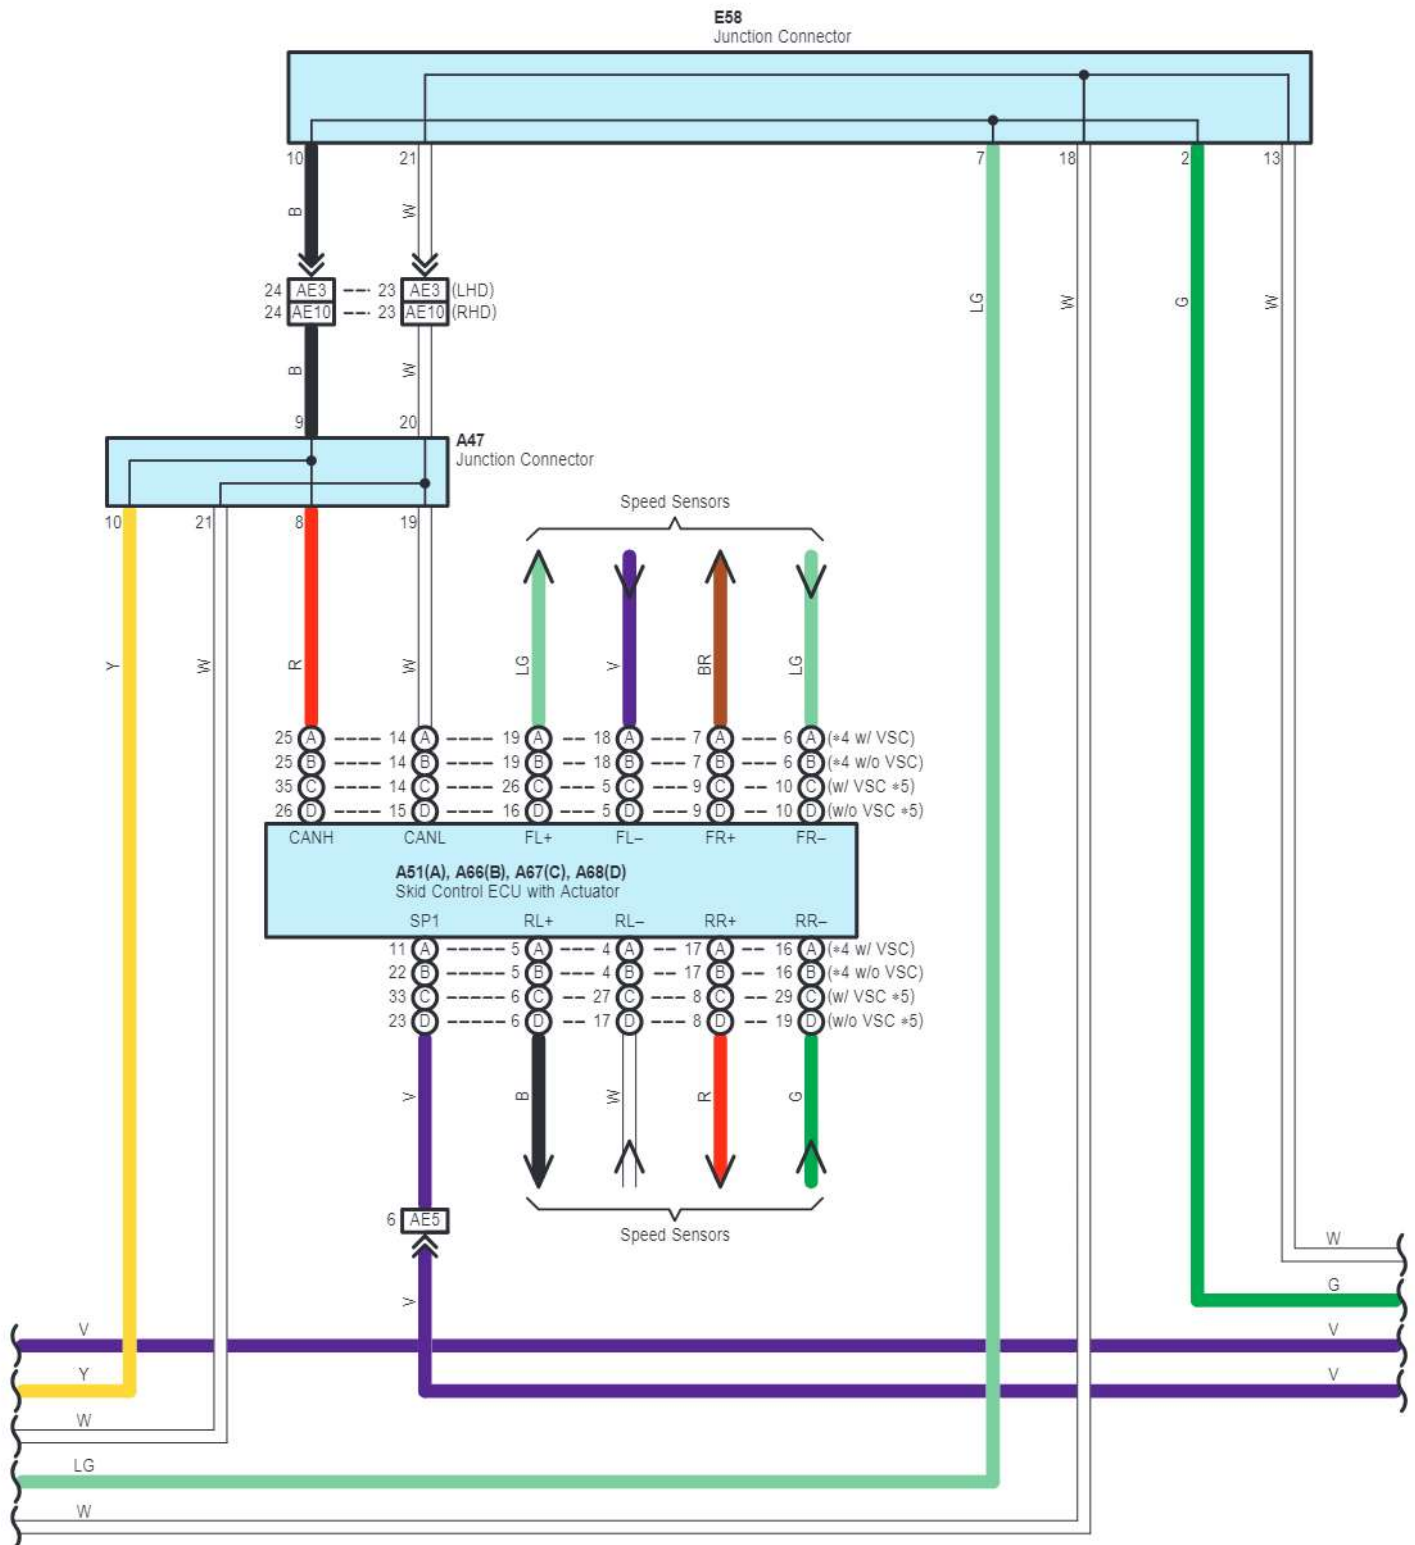 E58
Junction Connector
10 21 7 18 2 13
B W
24 AE3 23 AE3 (LHD)
24 AE10 23 AE10 (RHD)
LG W G W
B W
9 20
A47
Junction Connector
10 21 8 19
Speed Sensors
Y W R W LG V BR LG
25 A 14 A 19 A 18 A 7 A 6 A (*4 w/ VSC)
25 B 14 B 19 B 18 B 7 B 6 B (*4 w/o VSC)
35 C 14 C 26 C 5 C 9 C 10 C (w/ VSC *5)
26 D 15 D 16 D 5 D 9 D 10 D (w/o VSC *5)
CANH CANL FL+ FL– FR+ FR–
A51(A), A66(B), A67(C), A68(D)
Skid Control ECU with Actuator
SP1 RL+ RL– RR+ RR–
11 A 5 A 4 A 17 A 16 A (*4 w/ VSC)
22 B 5 B 4 B 17 B 16 B (*4 w/o VSC)
33 C 6 C 27 C 8 C 29 C (w/ VSC *5)
23 D 6 D 17 D 8 D 19 D (w/o VSC *5)
V B W R G
6 AE5
Speed Sensors
W
G
V
V V
Y V
W
LG
W